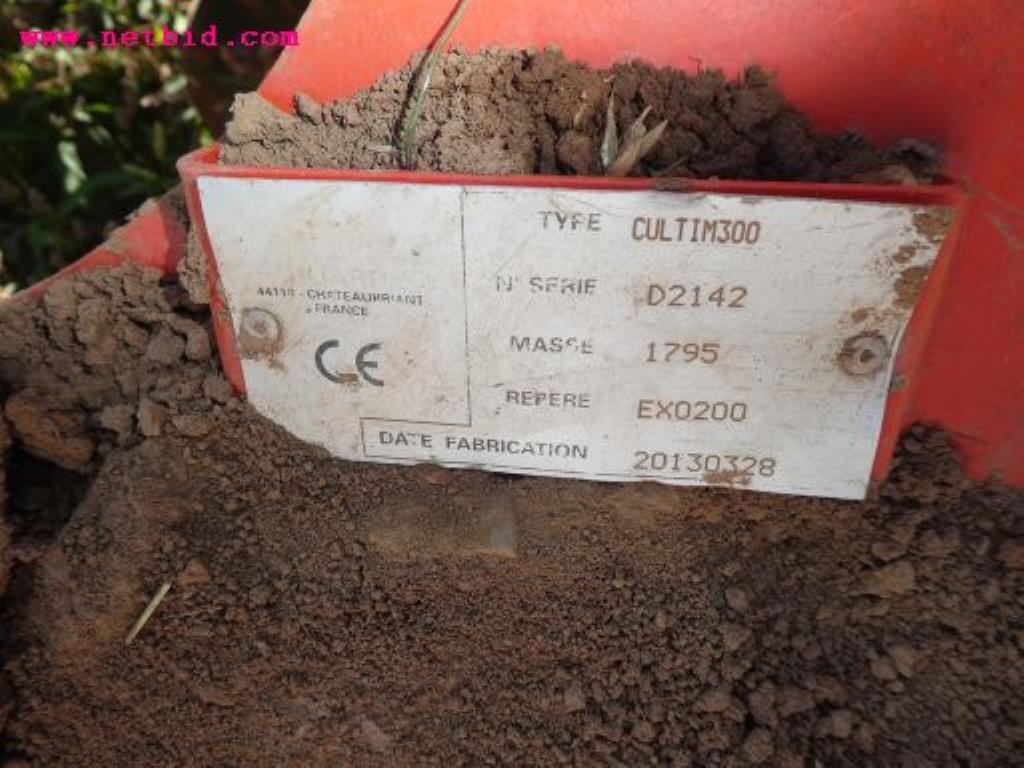 www.netbid.com
TYPE CULTIM300
N° SERIE D2142
44110 - CHATEAUBRIANT
FRANCE
CE
MASSE 1795
REPERE EX0200
DATE FABRICATION 20130328